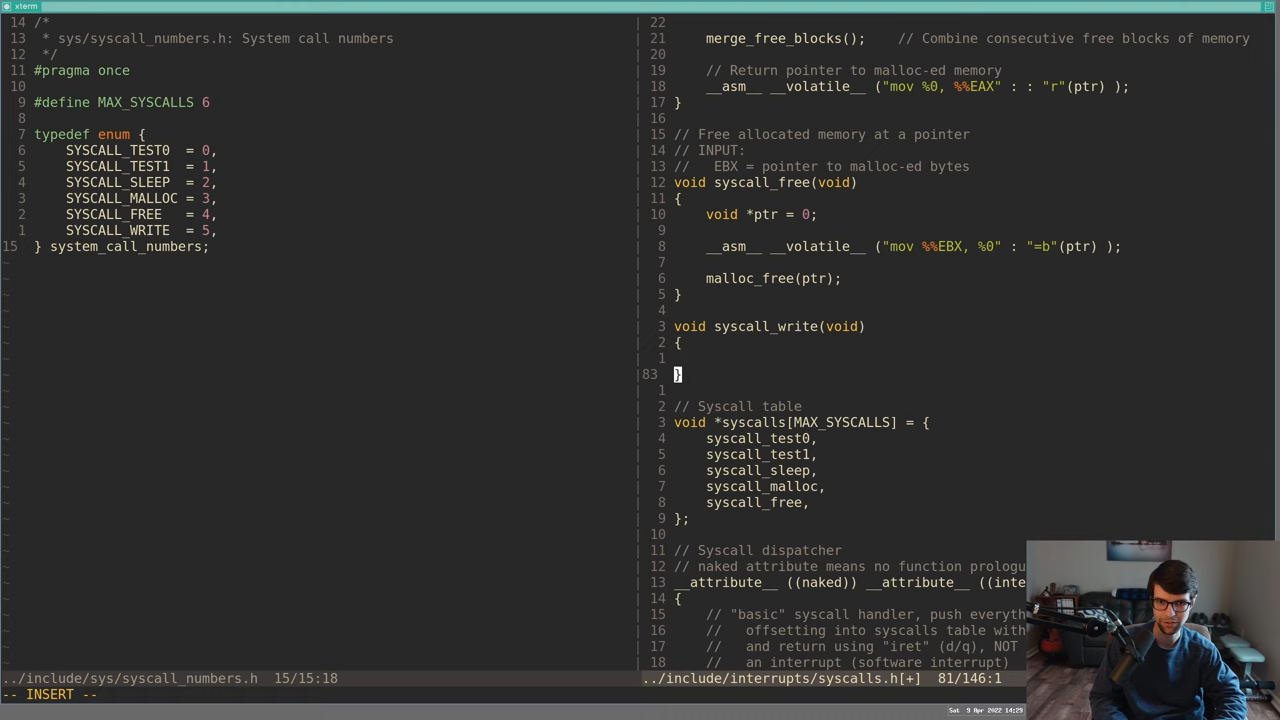 xterm
14 /*
13  * sys/syscall_numbers.h: System call numbers
12  */
11 #pragma once
10
9 #define MAX_SYSCALLS 6
8
7 typedef enum {
6     SYSCALL_TEST0  = 0,
5     SYSCALL_TEST1  = 1,
4     SYSCALL_SLEEP  = 2,
3     SYSCALL_MALLOC = 3,
2     SYSCALL_FREE   = 4,
1     SYSCALL_WRITE  = 5,
15 } system_call_numbers;
../include/sys/syscall_numbers.h  15/15:18
-- INSERT --
22
21     merge_free_blocks();    // Combine consecutive free blocks of memory
20
19     // Return pointer to malloc-ed memory
18     __asm__ __volatile__ ("mov %0, %%EAX" : : "r"(ptr) );
17 }
16
15 // Free allocated memory at a pointer
14 // INPUT:
13 //   EBX = pointer to malloc-ed bytes
12 void syscall_free(void)
11 {
10     void *ptr = 0;
9
8     __asm__ __volatile__ ("mov %%EBX, %0" : "=b"(ptr) );
7
6     malloc_free(ptr);
5 }
4
3 void syscall_write(void)
2 {
1
83 }
1
2 // Syscall table
3 void *syscalls[MAX_SYSCALLS] = {
4     syscall_test0,
5     syscall_test1,
6     syscall_sleep,
7     syscall_malloc,
8     syscall_free,
9 };
10
11 // Syscall dispatcher
12 // naked attribute means no function prologu
13 __attribute__ ((naked)) __attribute__ ((inte
14 {
15     // "basic" syscall handler, push everyth
16     //   offsetting into syscalls table with
17     //   and return using "iret" (d/q), NOT
18     //   an interrupt (software interrupt)
../include/interrupts/syscalls.h[+]  81/146:1
Sat  9 Apr 2022 14:29